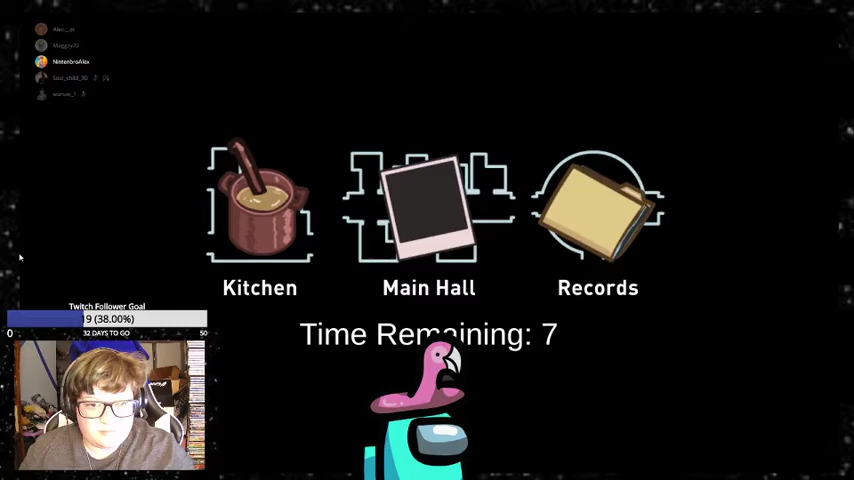 NintenbroAlex
Kitchen
Main Hall
Records
Time Remaining: 7
Twitch Follower Goal
19 (38.00%)
0
32 DAYS TO GO
50